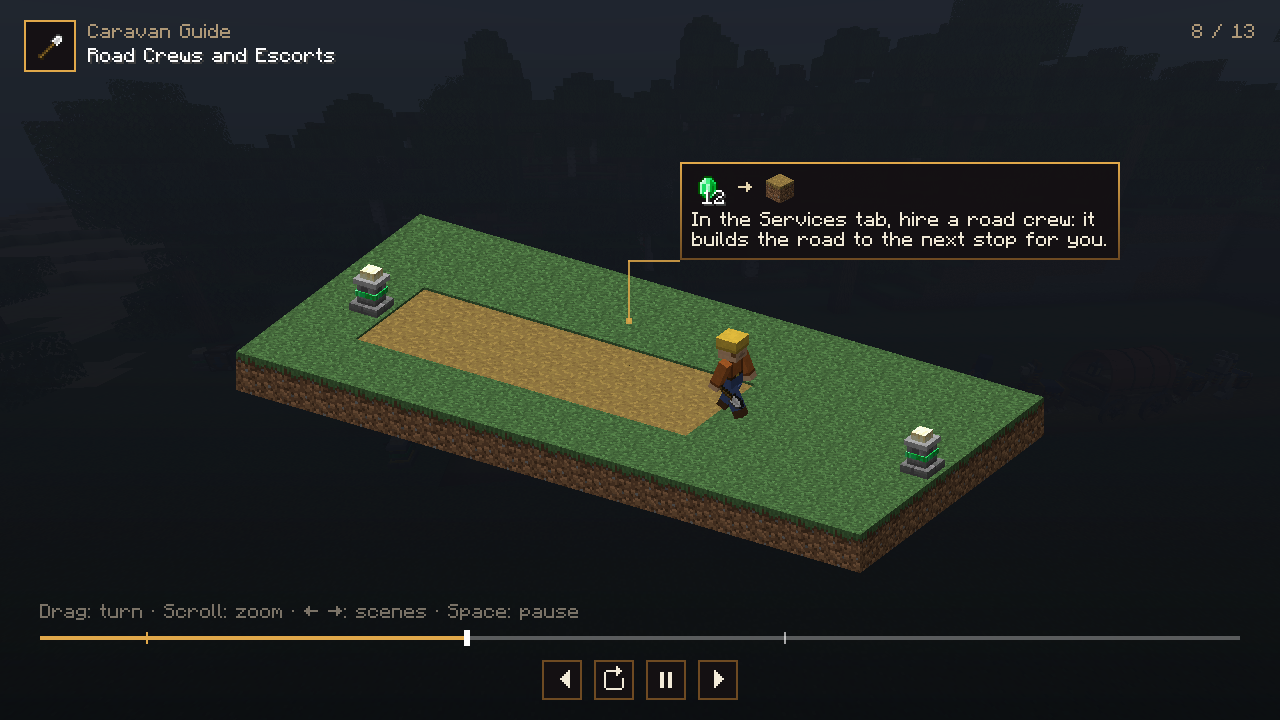 Caravan Guide
Road Crews and Escorts
8 / 13
12
In the Services tab, hire a road crew: it
builds the road to the next stop for you.
Drag: turn · Scroll: zoom · ← →: scenes · Space: pause